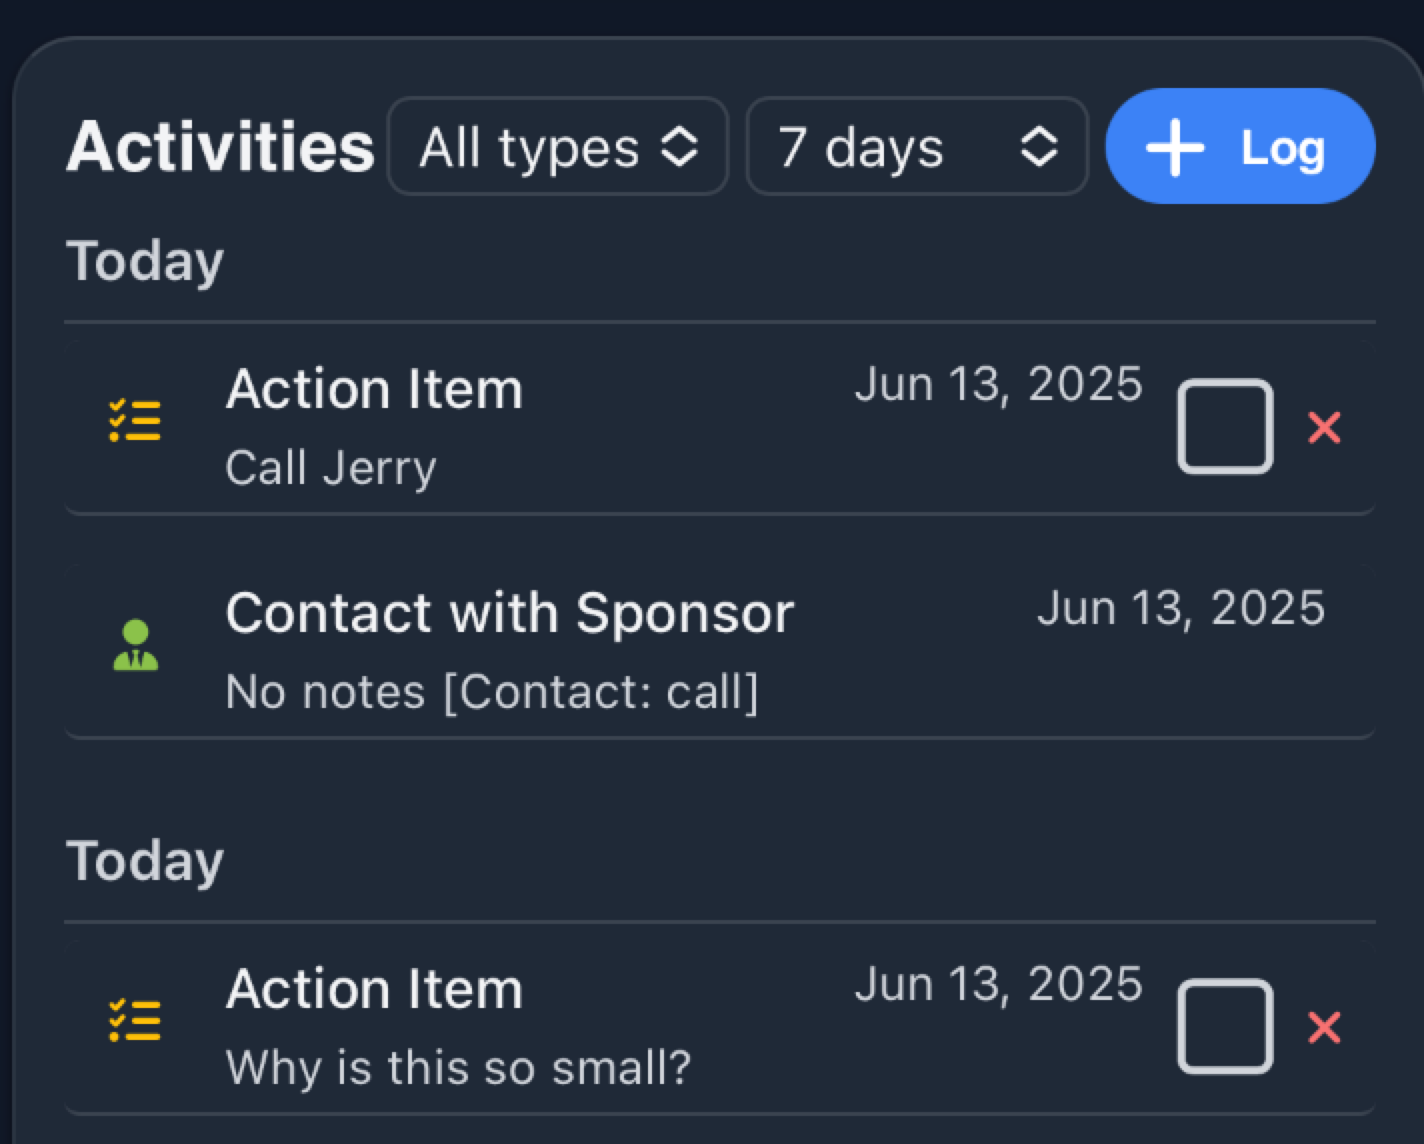 Activities All types 7 days + Log
Today
Action Item Jun 13, 2025
Call Jerry
Contact with Sponsor Jun 13, 2025
No notes [Contact: call]
Today
Action Item Jun 13, 2025
Why is this so small?